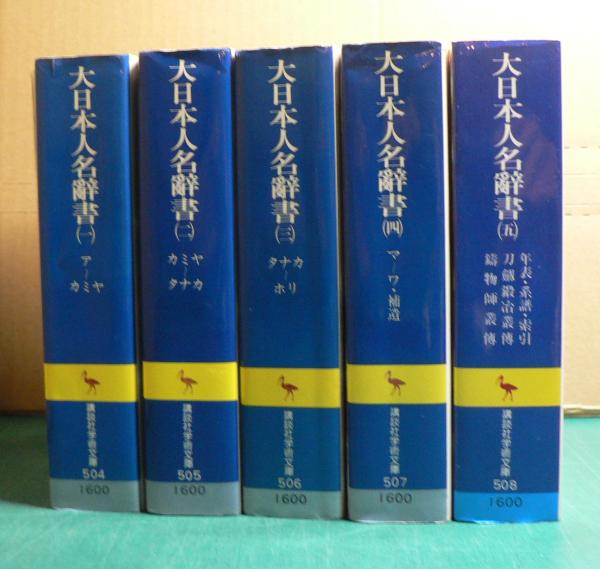 大日本人名辭書(一)
ア〜
カミヤ
講談社学術文庫
504
1600
大日本人名辭書(二)
カミヤ
〜タナカ
講談社学術文庫
505
1600
大日本人名辭書(三)
タナカ
〜ホリ
講談社学術文庫
506
1600
大日本人名辭書(四)
マ〜ワ・補遺
講談社学術文庫
507
1600
大日本人名辭書(五)
年表・系譜・索引
刀劔鍛冶叢傳
鑄物師叢傳
講談社学術文庫
508
1600